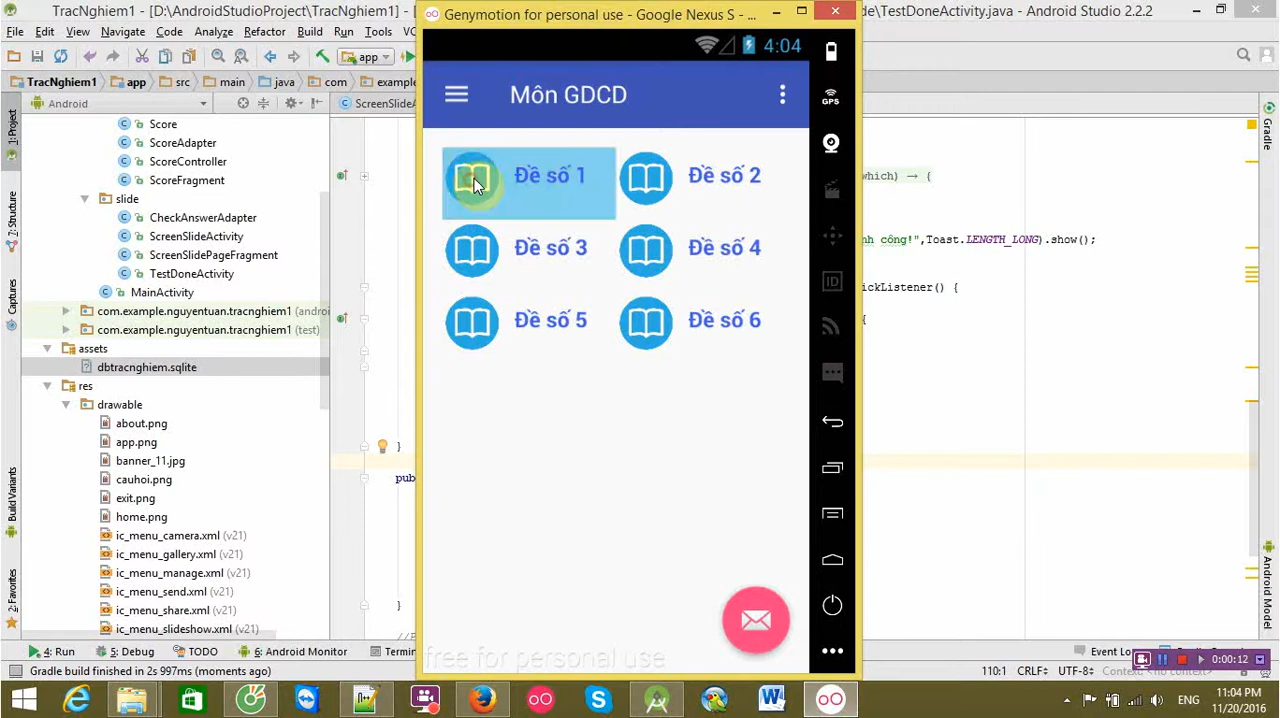 TracNghiem1 - [D:\AndroidStudioProject\TracNghiem1] - [
Genymotion for personal use - Google Nexus S - ...
de\TestDoneActivity.java - Android Studio 2.2.2
File Edit View Navigate Code Analyze Refactor Build Run Tools VC
app
4:04
TracNghiem1 app src main java com example
Môn GDCD
GPS
Android
ScreenSlideA
1: Project
Gradle
Score
ScoreAdapter
ScoreController
ScoreFragment
slide
CheckAnswerAdapter
ScreenSlideActivity
ScreenSlidePageFragment
TestDoneActivity
MainActivity
com.example.nguyentuan.tracnghiem1 (androi
com.example.nguyentuan.tracnghiem1 (test)
assets
dbtracnghiem.sqlite
res
drawable
about.png
app.png
banner_11.jpg
cauhoi.png
exit.png
home.png
ic_menu_camera.xml (v21)
ic_menu_gallery.xml (v21)
ic_menu_manage.xml (v21)
ic_menu_send.xml (v21)
ic_menu_share.xml (v21)
ic_menu_slideshow.xml (v21)
7: Structure
Captures
Build Variants
2: Favorites
Đề số 1
Đề số 2
Đề số 3
Đề số 4
Đề số 5
Đề số 6
which) → {
nh công!",Toast.LENGTH_LONG).show();
ickListener() {
{
}
pub
}
ID
Android Model
free for personal use
4: Run 5: Debug TODO 6: Android Monitor Termi
Event Lo
0:00:12
Gradle build finished in 2s 997ms (moments ago)
110:1 CRLF÷ UTF-8÷ Context: <no context>
ENG
11:04 PM
11/20/2016